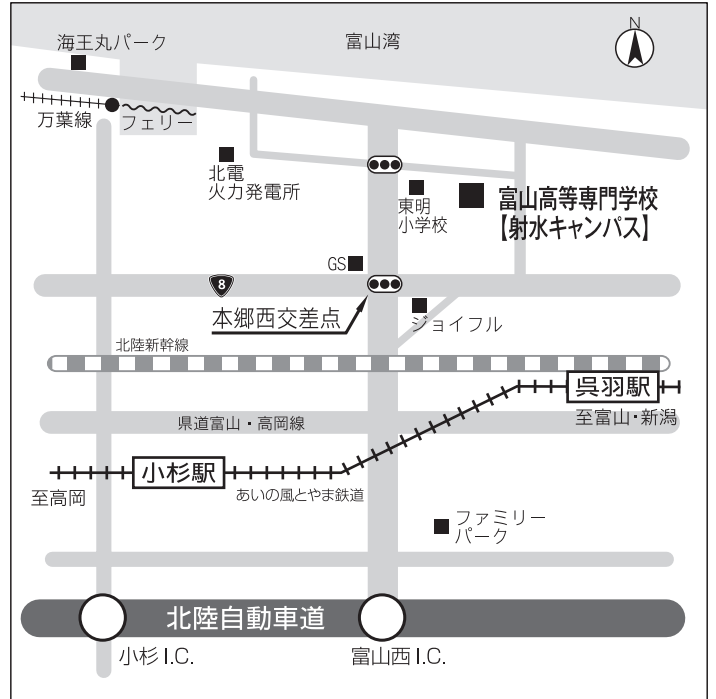 N
海王丸パーク
富山湾
万葉線
フェリー
北電
火力発電所
東明
小学校
富山高等専門学校
【射水キャンパス】
GS
8
本郷西交差点
ジョイフル
北陸新幹線
呉羽駅
県道富山・高岡線
至富山・新潟
小杉駅
至高岡
あいの風とやま鉄道
ファミリー
パーク
北陸自動車道
小杉 I.C.
富山西 I.C.